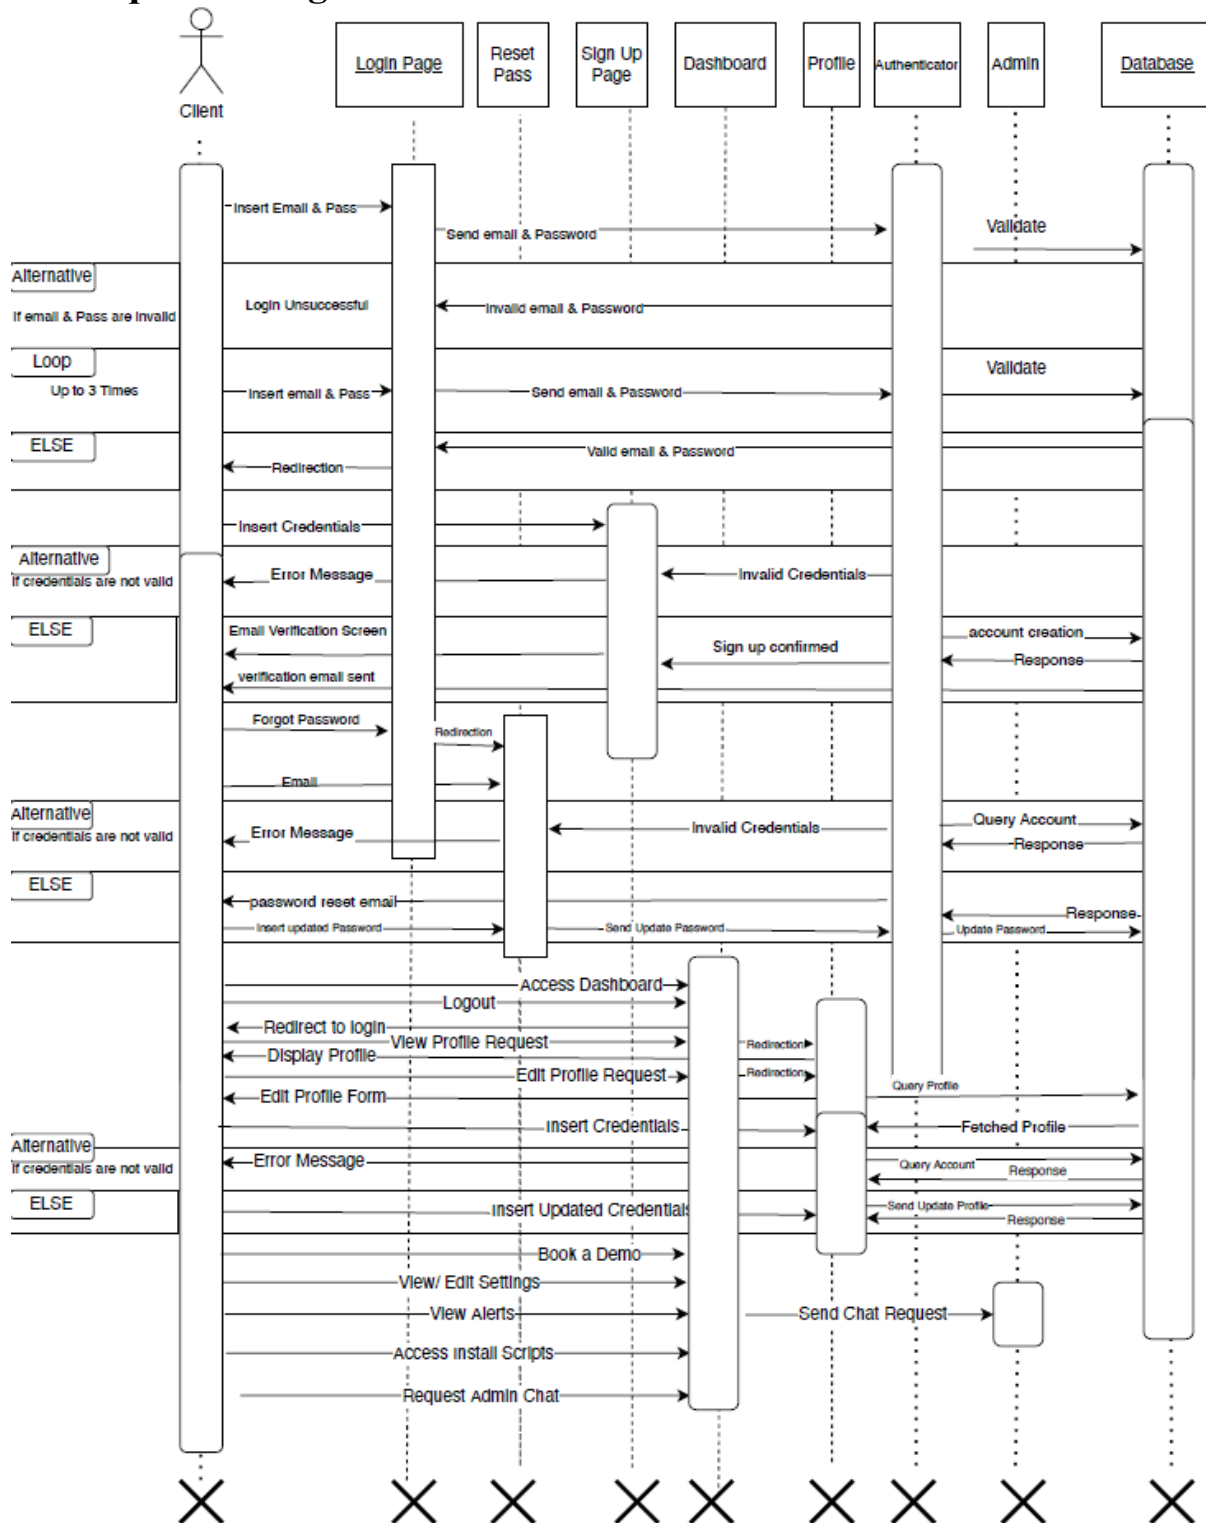 Client
Login Page
Reset
Pass
Sign Up
Page
Dashboard
Profile
Authenticator
Admin
Database
Insert Email & Pass
Send email & Password
Validate
Alternative
If email & Pass are Invalid
Login Unsuccessful
Invalid email & Password
Loop
Up to 3 Times
Insert email & Pass
Send email & Password
Validate
ELSE
Valid email & Password
Redirection
Insert Credentials
Alternative
If credentials are not valid
Error Message
Invalid Credentials
ELSE
Email Verification Screen
Sign up confirmed
account creation
Response
verification email sent
Forgot Password
Redirection
Email
Alternative
If credentials are not valid
Error Message
Invalid Credentials
Query Account
Response
ELSE
password reset email
Response
Insert updated Password
Send Update Password
Update Password
Access Dashboard
Logout
Redirect to login
View Profile Request
Redirection
Display Profile
Edit Profile Request
Redirection
Query Profile
Edit Profile Form
Insert Credentials
Fetched Profile
Alternative
If credentials are not valid
Error Message
Query Account
Response
ELSE
Insert Updated Credentials
Send Update Profile
Response
Book a Demo
View/ Edit Settings
View Alerts
Send Chat Request
Access Install Scripts
Request Admin Chat